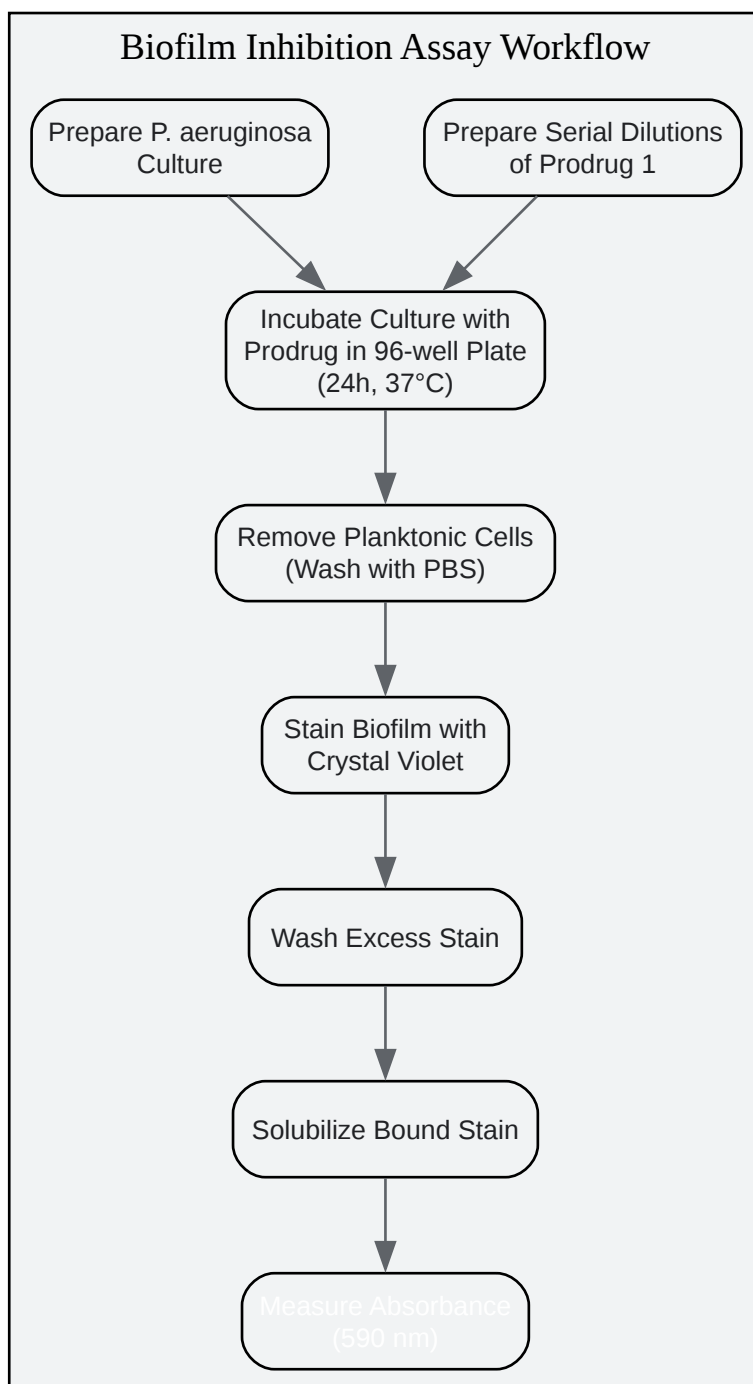 Biofilm Inhibition Assay Workflow
Prepare P. aeruginosa
Culture
Prepare Serial Dilutions
of Prodrug 1
Incubate Culture with
Prodrug in 96-well Plate
(24h, 37°C)
Remove Planktonic Cells
(Wash with PBS)
Stain Biofilm with
Crystal Violet
Wash Excess Stain
Solubilize Bound Stain
Measure Absorbance
(590 nm)